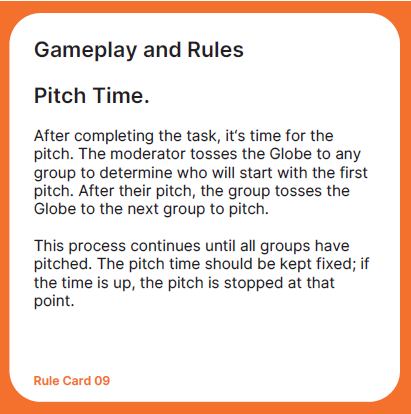 Gameplay and Rules
Pitch Time.
After completing the task, it's time for the
pitch. The moderator tosses the Globe to any
group to determine who will start with the first
pitch. After their pitch, the group tosses the
Globe to the next group to pitch.
This process continues until all groups have
pitched. The pitch time should be kept fixed; if
the time is up, the pitch is stopped at that
point.
Rule Card 09